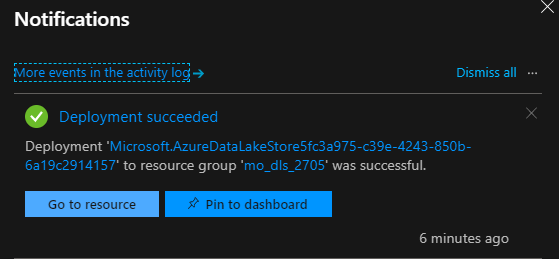 Notifications
More events in the activity log → Dismiss all ...
Deployment succeeded
Deployment 'Microsoft.AzureDataLakeStore5fc3a975-c39e-4243-850b-
6a19c2914157' to resource group 'mo_dls_2705' was successful.
Go to resource Pin to dashboard
6 minutes ago